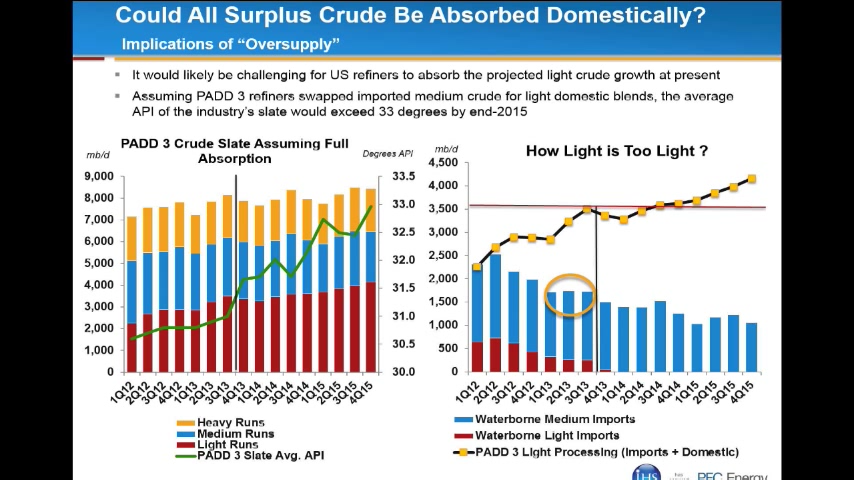 Could All Surplus Crude Be Absorbed Domestically?
Implications of “Oversupply”
It would likely be challenging for US refiners to absorb the projected light crude growth at present
Assuming PADD 3 refiners swapped imported medium crude for light domestic blends, the average
API of the industry’s slate would exceed 33 degrees by end-2015
PADD 3 Crude Slate Assuming Full
Absorption
mb/d
Degrees API
9,000
8,000
7,000
6,000
5,000
4,000
3,000
2,000
1,000
0
33.5
33.0
32.5
32.0
31.5
31.0
30.5
30.0
1Q12
2Q12
3Q12
4Q12
1Q13
2Q13
3Q13
4Q13
1Q14
2Q14
3Q14
4Q14
1Q15
2Q15
3Q15
4Q15
Heavy Runs
Medium Runs
Light Runs
PADD 3 Slate Avg. API
How Light is Too Light ?
mb/d
4,500
4,000
3,500
3,000
2,500
2,000
1,500
1,000
500
0
1Q12
2Q12
3Q12
4Q12
1Q13
2Q13
3Q13
4Q13
1Q14
2Q14
3Q14
4Q14
1Q15
2Q15
3Q15
4Q15
Waterborne Medium Imports
Waterborne Light Imports
PADD 3 Light Processing (Imports + Domestic)
IHS
PFC Energy